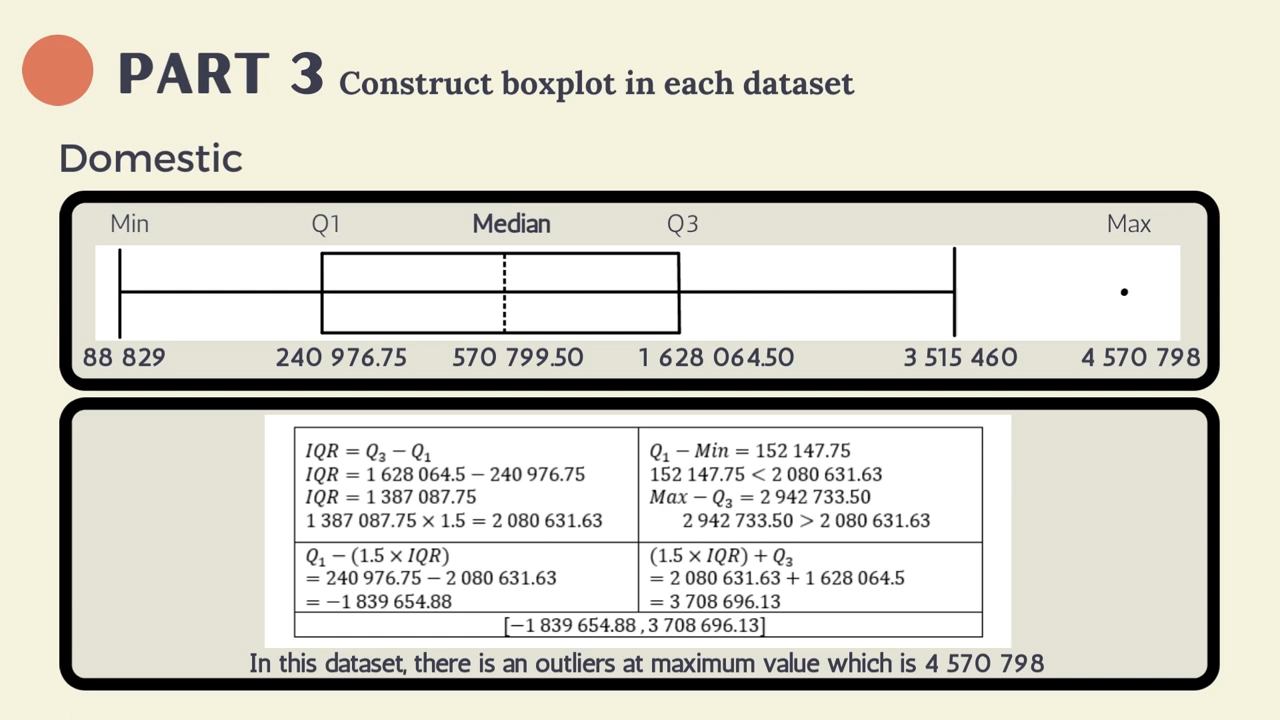 PART 3 Construct boxplot in each dataset
Domestic
Min Q1 Median Q3 Max
88 829 240 976.75 570 799.50 1 628 064.50 3 515 460 4 570 798
IQR = Q₃ − Q₁
IQR = 1 628 064.5 − 240 976.75
IQR = 1 387 087.75
1 387 087.75 × 1.5 = 2 080 631.63
Q₁ − Min = 152 147.75
152 147.75 < 2 080 631.63
Max − Q₃ = 2 942 733.50
2 942 733.50 > 2 080 631.63
Q₁ − (1.5 × IQR)
= 240 976.75 − 2 080 631.63
= −1 839 654.88
(1.5 × IQR) + Q₃
= 2 080 631.63 + 1 628 064.5
= 3 708 696.13
[−1 839 654.88 , 3 708 696.13]
In this dataset, there is an outliers at maximum value which is 4 570 798